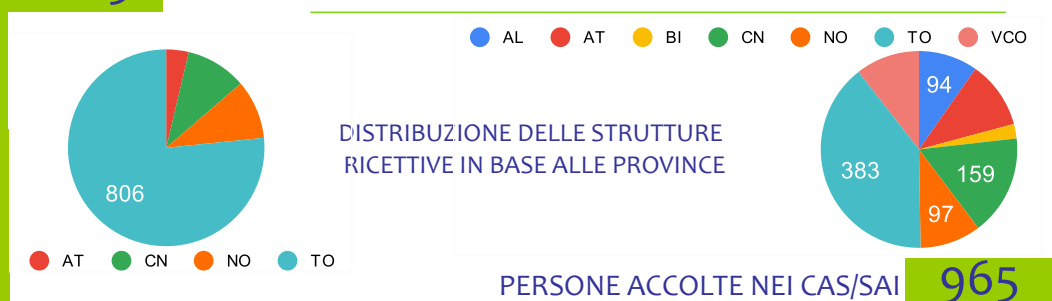 AL AT BI CN NO TO VCO
94
DISTRIBUZIONE DELLE STRUTTURE
RICETTIVE IN BASE ALLE PROVINCE
383
159
806
97
AT CN NO TO
PERSONE ACCOLTE NEI CAS/SAI 965